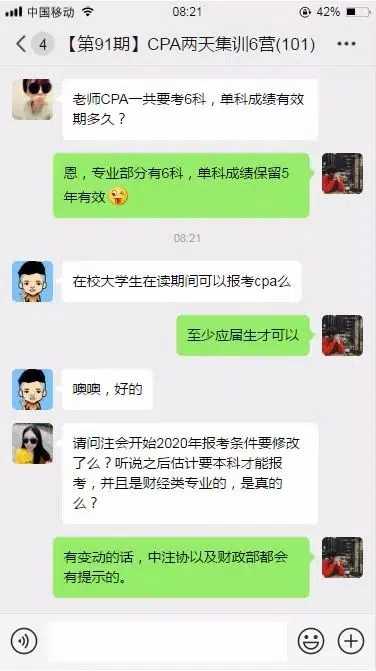 中国移动 08:21 42%
4 【第91期】CPA两天集训6营(101)
老师CPA一共要考6科，单科成绩有效
期多久？
恩，专业部分有6科，单科成绩保留5
年有效
08:21
在校大学生在读期间可以报考cpa么
至少应届生才可以
噢噢，好的
请问注会开始2020年报考条件要修改
了么？听说之后估计要本科才能报
考，并且是财经类专业的，是真的
么？
有变动的话，中注协以及财政部都会
有提示的。